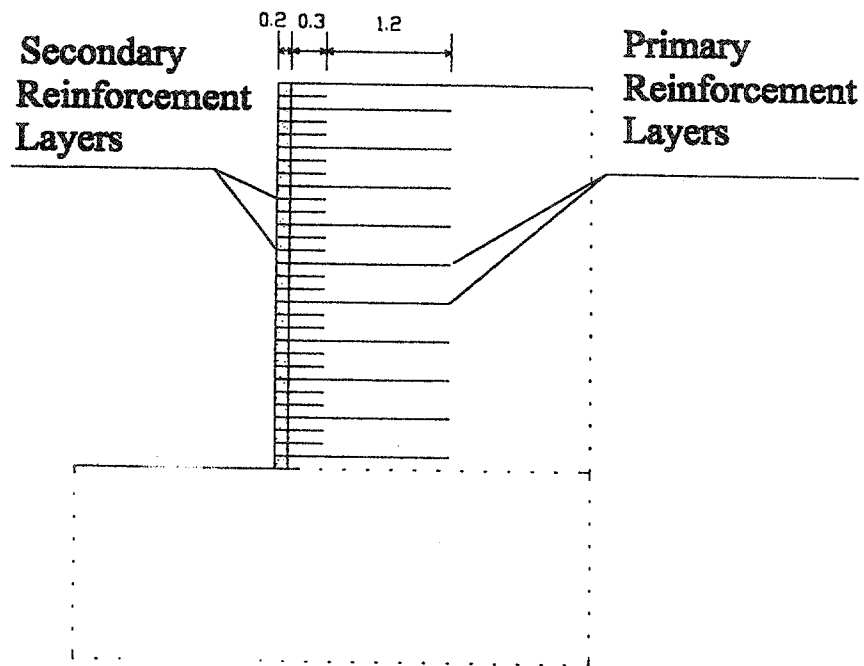 0.2 0.3 1.2
Secondary
Reinforcement
Layers
Primary
Reinforcement
Layers